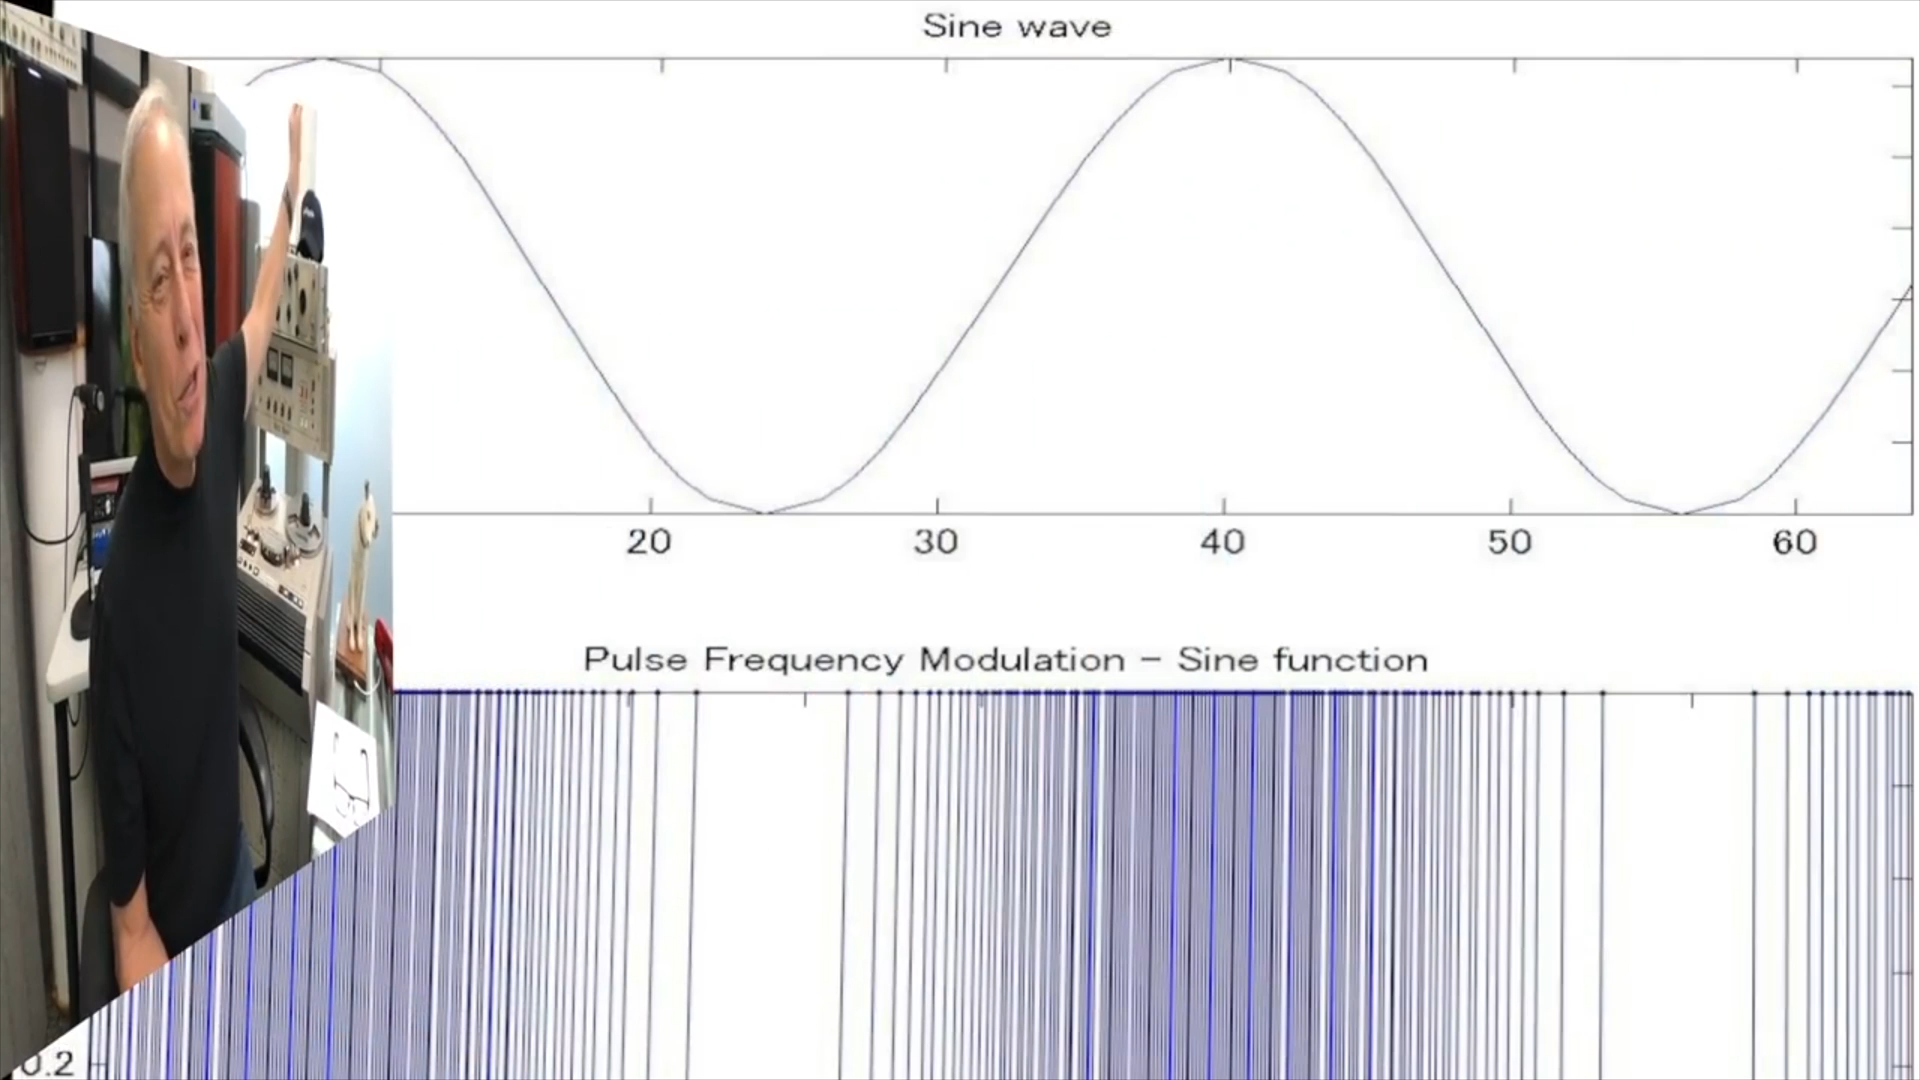 Sine wave
20 30 40 50 60
Pulse Frequency Modulation - Sine function
0.2